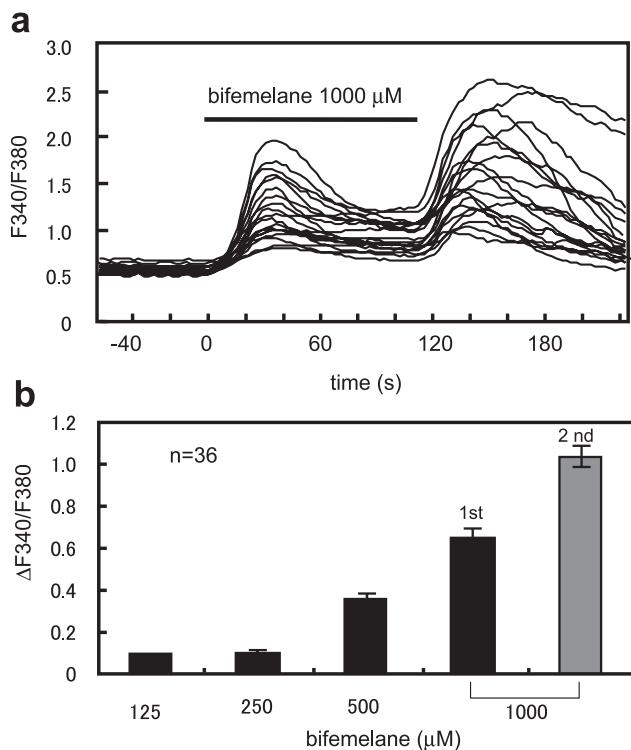 a
3.0
2.5
2.0
1.5
1.0
0.5
0
F340/F380
bifemelane 1000 μM
-40 0 60 120 180
time (s)
b
1.2
1.0
0.8
0.6
0.4
0.2
0
ΔF340/F380
n=36
1st
2 nd
125 250 500 1000
bifemelane (μM)